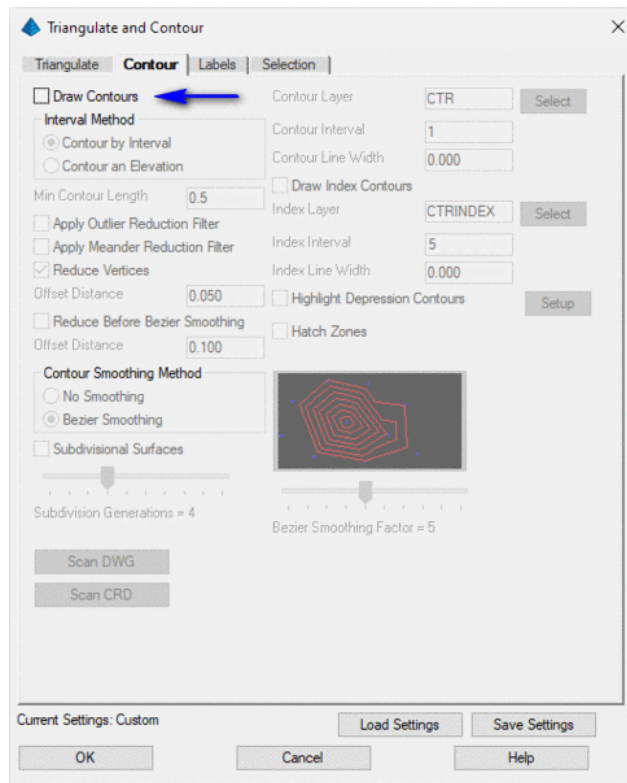 Triangulate and Contour
Triangulate
Contour
Labels
Selection
Draw Contours
Interval Method
Contour by Interval
Contour an Elevation
Min Contour Length 0.5
Apply Outlier Reduction Filter
Apply Meander Reduction Filter
Reduce Vertices
Offset Distance 0.050
Reduce Before Bezier Smoothing
Offset Distance 0.100
Contour Smoothing Method
No Smoothing
Bezier Smoothing
Subdivisional Surfaces
Subdivision Generations = 4
Scan DWG
Scan CRD
Contour Layer CTR Select
Contour Interval 1
Contour Line Width 0.000
Draw Index Contours
Index Layer CTRINDEX Select
Index Interval 5
Index Line Width 0.000
Highlight Depression Contours Setup
Hatch Zones
Bezier Smoothing Factor = 5
Current Settings: Custom
Load Settings
Save Settings
OK
Cancel
Help